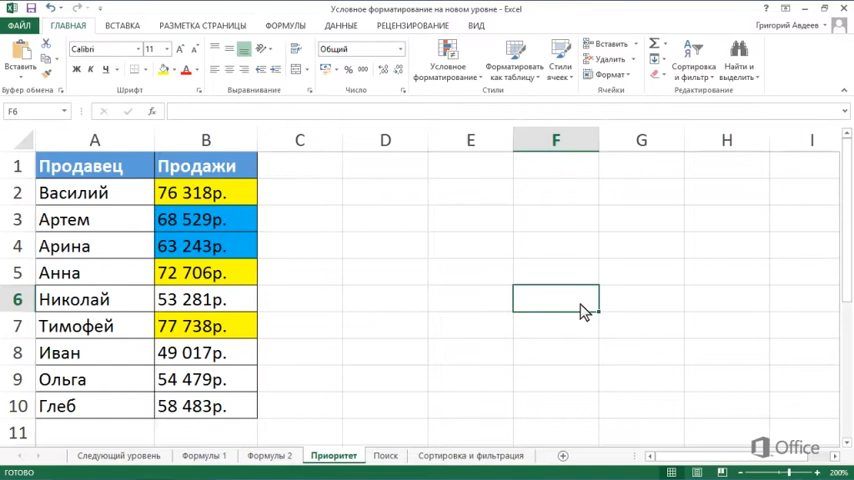 Условное форматирование на новом уровне - Excel
ФАЙЛ ГЛАВНАЯ ВСТАВКА РАЗМЕТКА СТРАНИЦЫ ФОРМУЛЫ ДАННЫЕ РЕЦЕНЗИРОВАНИЕ ВИД Григорий Авдеев
Вставить
Calibri 11
Ж К Ч
Общий
%
Условное форматирование
Форматировать как таблицу
Стили ячеек
Вставить
Удалить
Формат
Сортировка и фильтр
Найти и выделить
Буфер обмена Шрифт Выравнивание Число Стили Ячейки Редактирование
F6 fx
A B C D E F G H I
1 Продавец Продажи
2 Василий 76 318р.
3 Артем 68 529р.
4 Арина 63 243р.
5 Анна 72 706р.
6 Николай 53 281р.
7 Тимофей 77 738р.
8 Иван 49 017р.
9 Ольга 54 479р.
10 Глеб 58 483р.
11
Office
Следующий уровень Формулы 1 Формулы 2 Приоритет Поиск Сортировка и фильтрация
ГОТОВО 200%